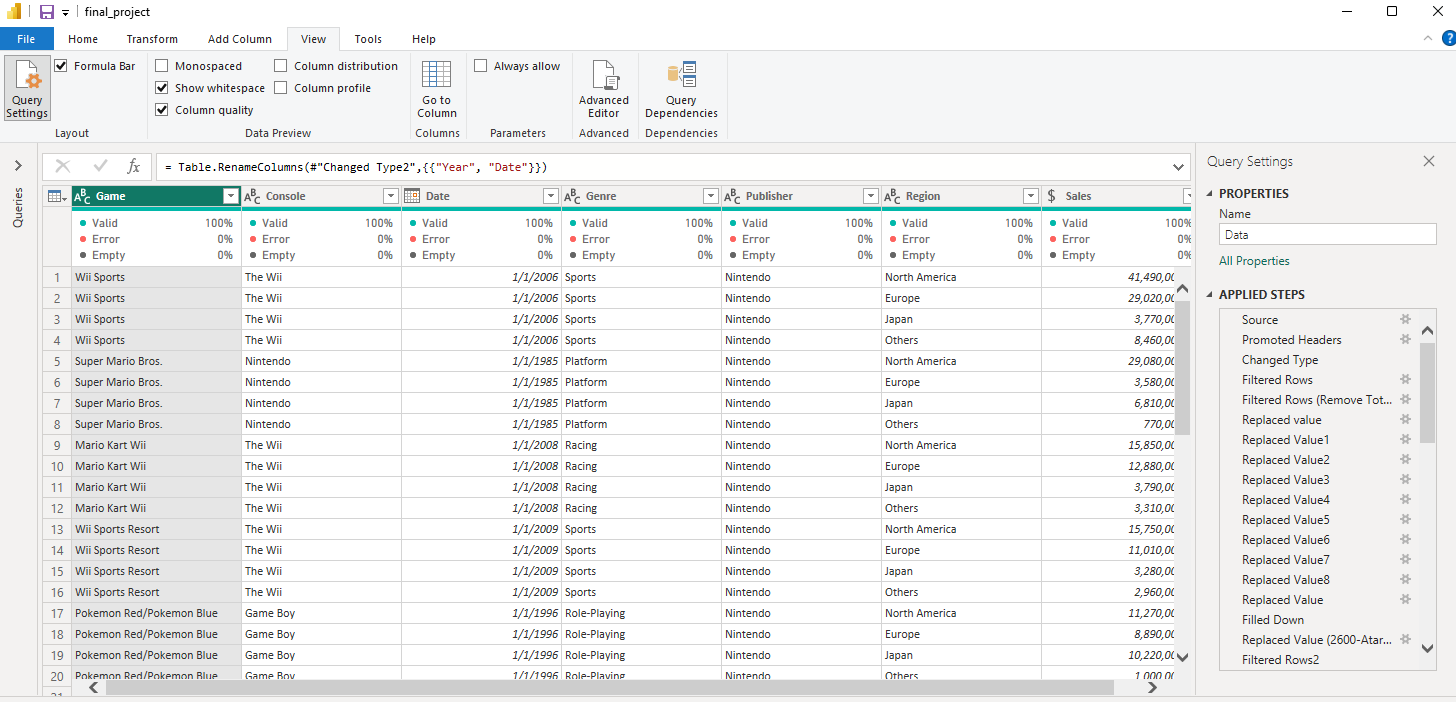 final_project
File Home Transform Add Column View Tools Help
Query Settings
Formula Bar
Layout
Monospaced
Show whitespace
Column quality
Column distribution
Column profile
Data Preview
Go to Column
Columns
Always allow
Parameters
Advanced Editor
Advanced
Query Dependencies
Dependencies
Queries
fx = Table.RenameColumns(#"Changed Type2",{{"Year", "Date"}})
Game Console Date Genre Publisher Region $ Sales
Valid 100% Valid 100% Valid 100% Valid 100% Valid 100% Valid 100% Valid 100%
Error 0% Error 0% Error 0% Error 0% Error 0% Error 0% Error 0%
Empty 0% Empty 0% Empty 0% Empty 0% Empty 0% Empty 0% Empty 0%
1 Wii Sports The Wii 1/1/2006 Sports Nintendo North America 41,490,00
2 Wii Sports The Wii 1/1/2006 Sports Nintendo Europe 29,020,00
3 Wii Sports The Wii 1/1/2006 Sports Nintendo Japan 3,770,00
4 Wii Sports The Wii 1/1/2006 Sports Nintendo Others 8,460,00
5 Super Mario Bros. Nintendo 1/1/1985 Platform Nintendo North America 29,080,00
6 Super Mario Bros. Nintendo 1/1/1985 Platform Nintendo Europe 3,580,00
7 Super Mario Bros. Nintendo 1/1/1985 Platform Nintendo Japan 6,810,00
8 Super Mario Bros. Nintendo 1/1/1985 Platform Nintendo Others 770,00
9 Mario Kart Wii The Wii 1/1/2008 Racing Nintendo North America 15,850,00
10 Mario Kart Wii The Wii 1/1/2008 Racing Nintendo Europe 12,880,00
11 Mario Kart Wii The Wii 1/1/2008 Racing Nintendo Japan 3,790,00
12 Mario Kart Wii The Wii 1/1/2008 Racing Nintendo Others 3,310,00
13 Wii Sports Resort The Wii 1/1/2009 Sports Nintendo North America 15,750,00
14 Wii Sports Resort The Wii 1/1/2009 Sports Nintendo Europe 11,010,00
15 Wii Sports Resort The Wii 1/1/2009 Sports Nintendo Japan 3,280,00
16 Wii Sports Resort The Wii 1/1/2009 Sports Nintendo Others 2,960,00
17 Pokemon Red/Pokemon Blue Game Boy 1/1/1996 Role-Playing Nintendo North America 11,270,00
18 Pokemon Red/Pokemon Blue Game Boy 1/1/1996 Role-Playing Nintendo Europe 8,890,00
19 Pokemon Red/Pokemon Blue Game Boy 1/1/1996 Role-Playing Nintendo Japan 10,220,00
20 Pokemon Red/Pokemon Blue Game Boy 1/1/1996 Role-Playing Nintendo Others 1,000,00
Query Settings
PROPERTIES
Name
Data
All Properties
APPLIED STEPS
Source
Promoted Headers
Changed Type
Filtered Rows
Filtered Rows (Remove Tot...
Replaced value
Replaced Value1
Replaced Value2
Replaced Value3
Replaced Value4
Replaced Value5
Replaced Value6
Replaced Value7
Replaced Value8
Replaced Value
Filled Down
Replaced Value (2600-Atar...
Filtered Rows2